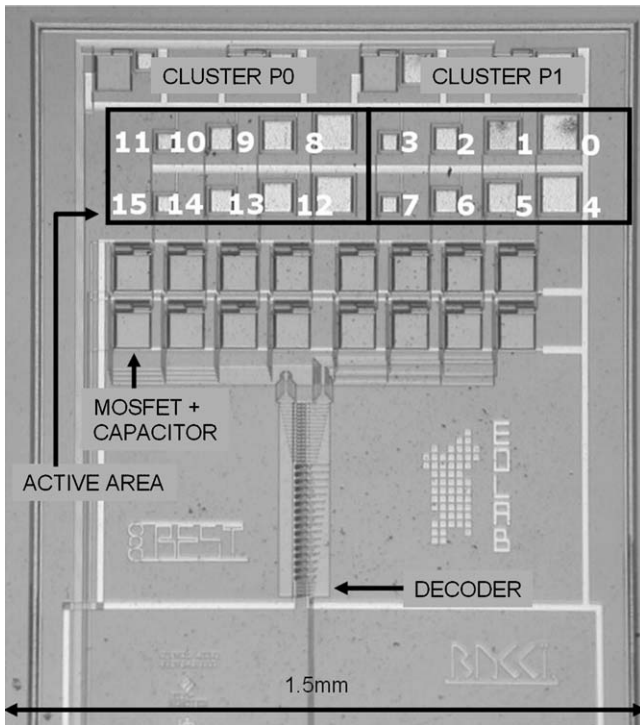 CLUSTER P0 CLUSTER P1
11 10 9 8 3 2 1 0
15 14 13 12 7 6 5 4
MOSFET +
CAPACITOR
ACTIVE AREA
EDLAB
BEST
DECODER
1.5mm